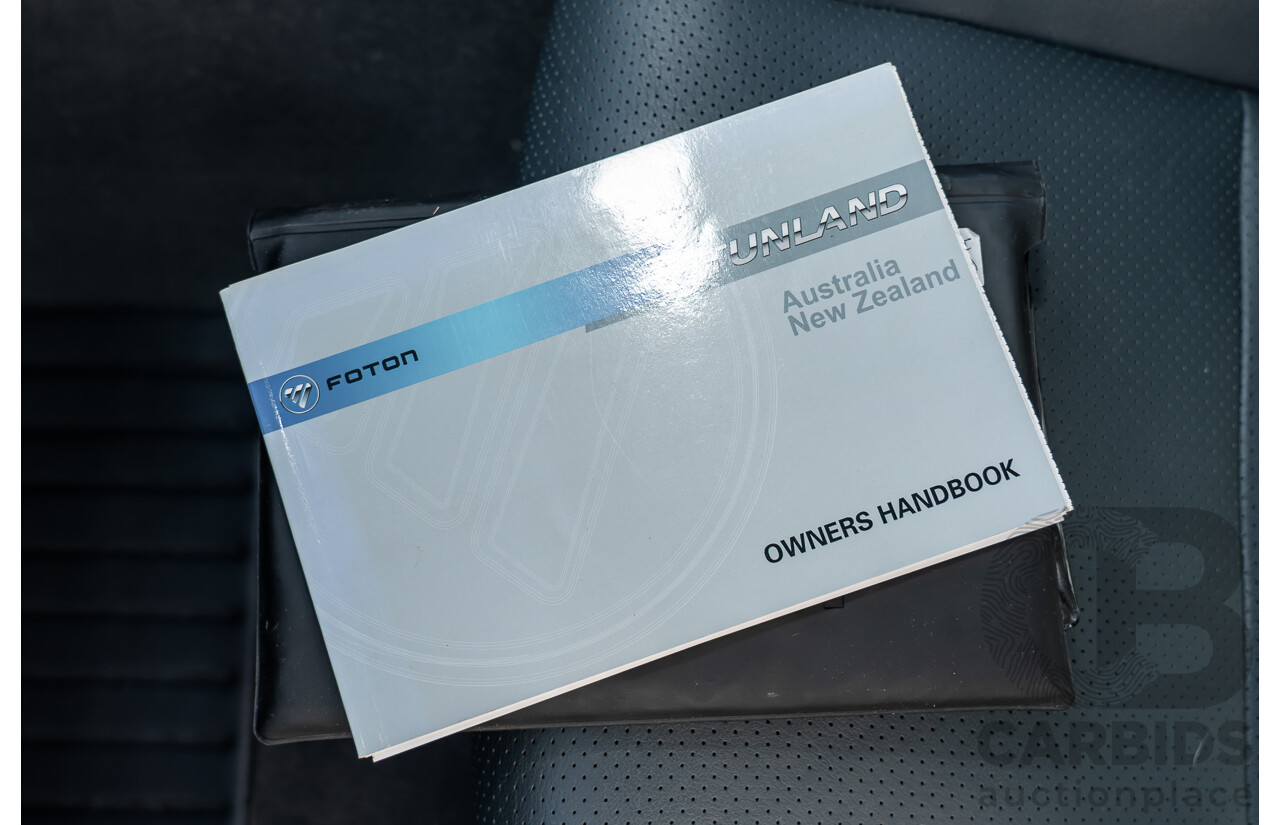 FOTON
TUNLAND
Australia
New Zealand
OWNERS HANDBOOK
CARBIDS
auctionplace